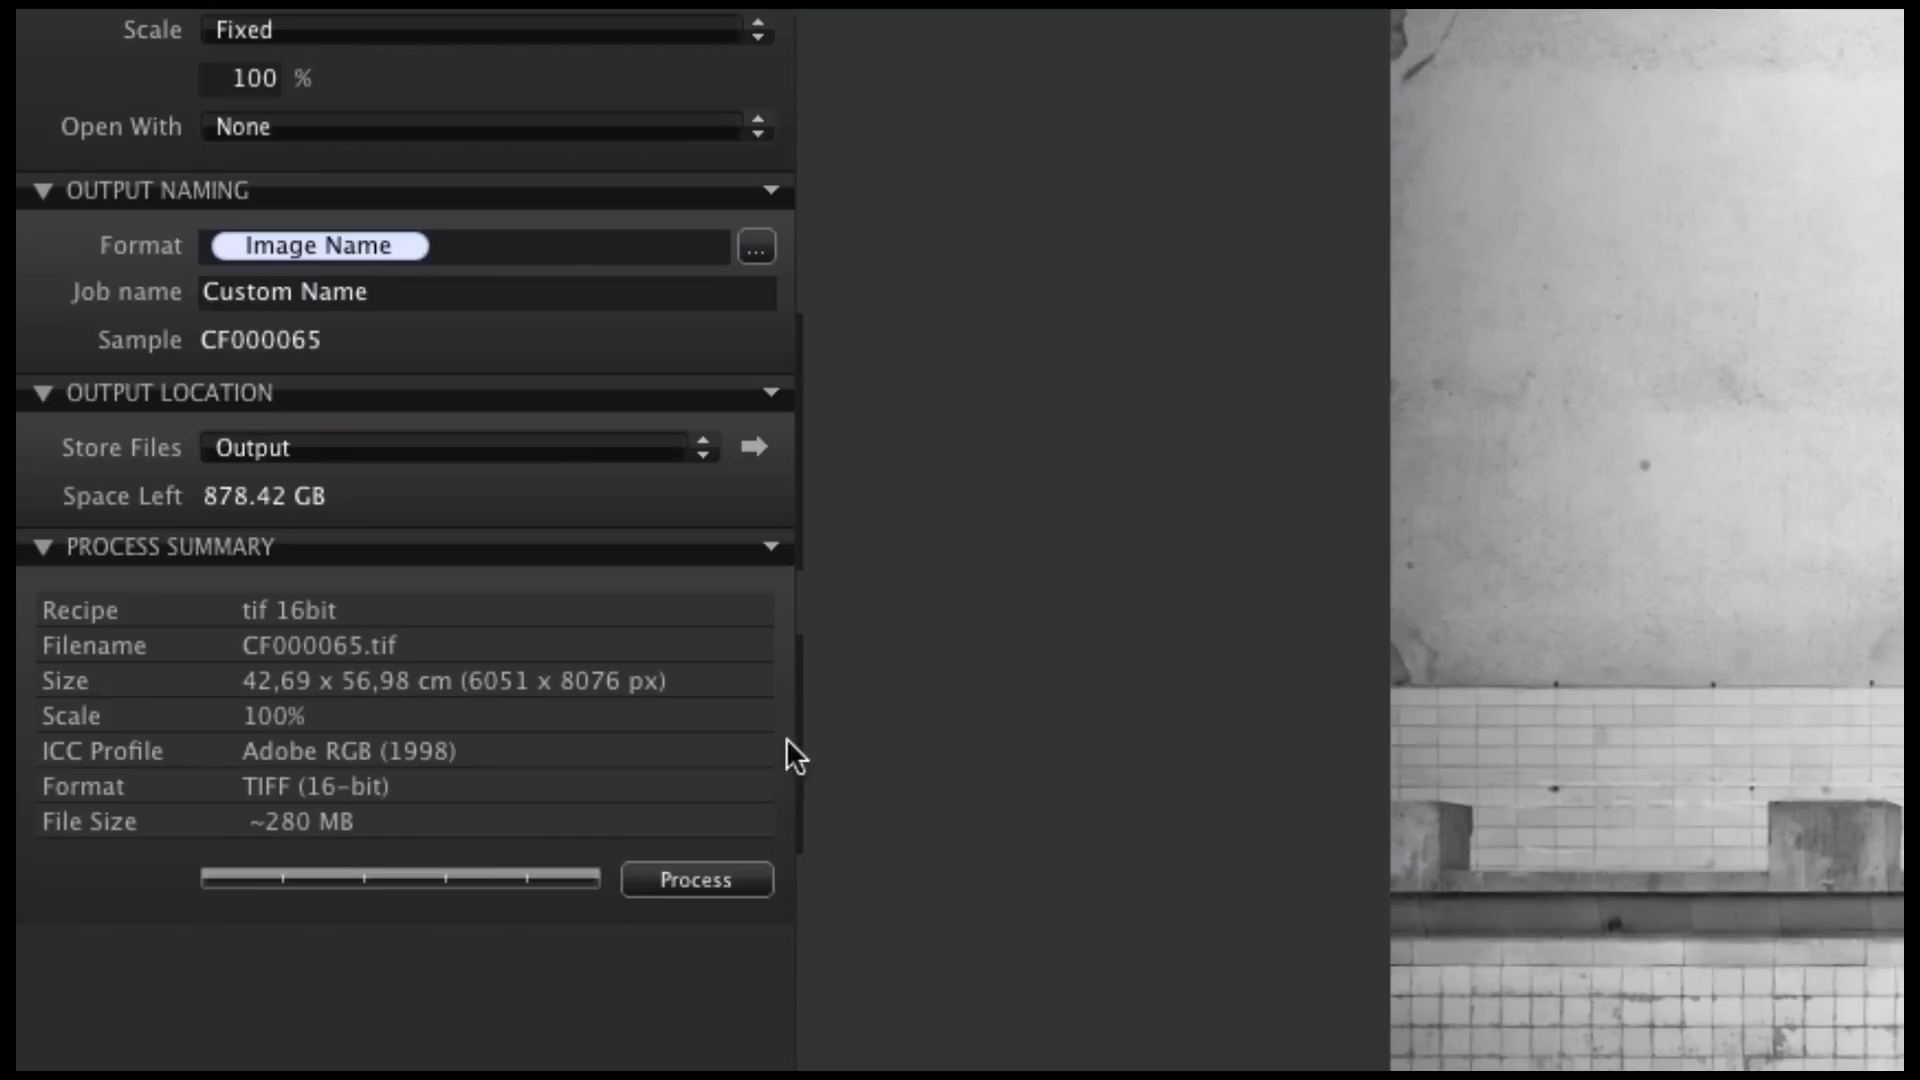 Scale Fixed
100 %
Open With None
OUTPUT NAMING
Format Image Name ...
Job name Custom Name
Sample CF000065
OUTPUT LOCATION
Store Files Output
Space Left 878.42 GB
PROCESS SUMMARY
Recipe tif 16bit
Filename CF000065.tif
Size 42,69 x 56,98 cm (6051 x 8076 px)
Scale 100%
ICC Profile Adobe RGB (1998)
Format TIFF (16-bit)
File Size ~280 MB
Process